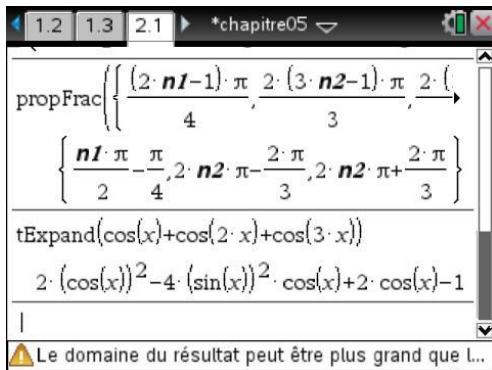 1.2 1.3 2.1 *chapitre05
propFrac({{(2·n1−1)·π/4, 2·(3·n2−1)·π/3, 2·(
{n1·π/2−π/4, 2·n2·π−2·π/3, 2·n2·π+2·π/3}
tExpand(cos(x)+cos(2·x)+cos(3·x))
2·(cos(x))²−4·(sin(x))²·cos(x)+2·cos(x)−1
Le domaine du résultat peut être plus grand que l...